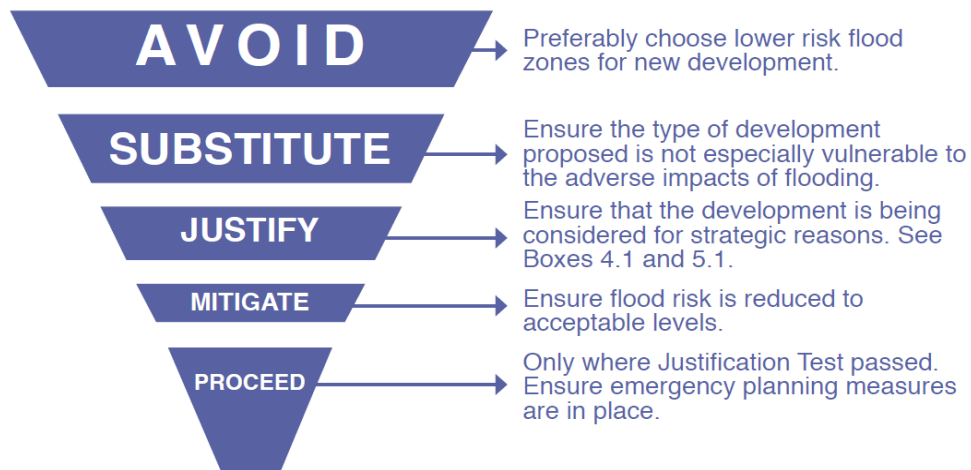 AVOID
Preferably choose lower risk flood
zones for new development.
SUBSTITUTE
Ensure the type of development
proposed is not especially vulnerable to
the adverse impacts of flooding.
JUSTIFY
Ensure that the development is being
considered for strategic reasons. See
Boxes 4.1 and 5.1.
MITIGATE
Ensure flood risk is reduced to
acceptable levels.
PROCEED
Only where Justification Test passed.
Ensure emergency planning measures
are in place.